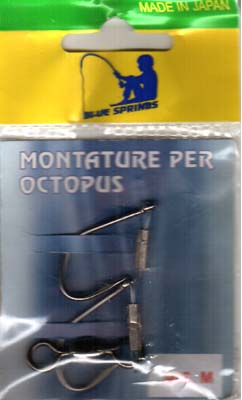 MADE IN JAPAN
BLUE SPRINGS
MONTATURE PER
OCTOPUS
M